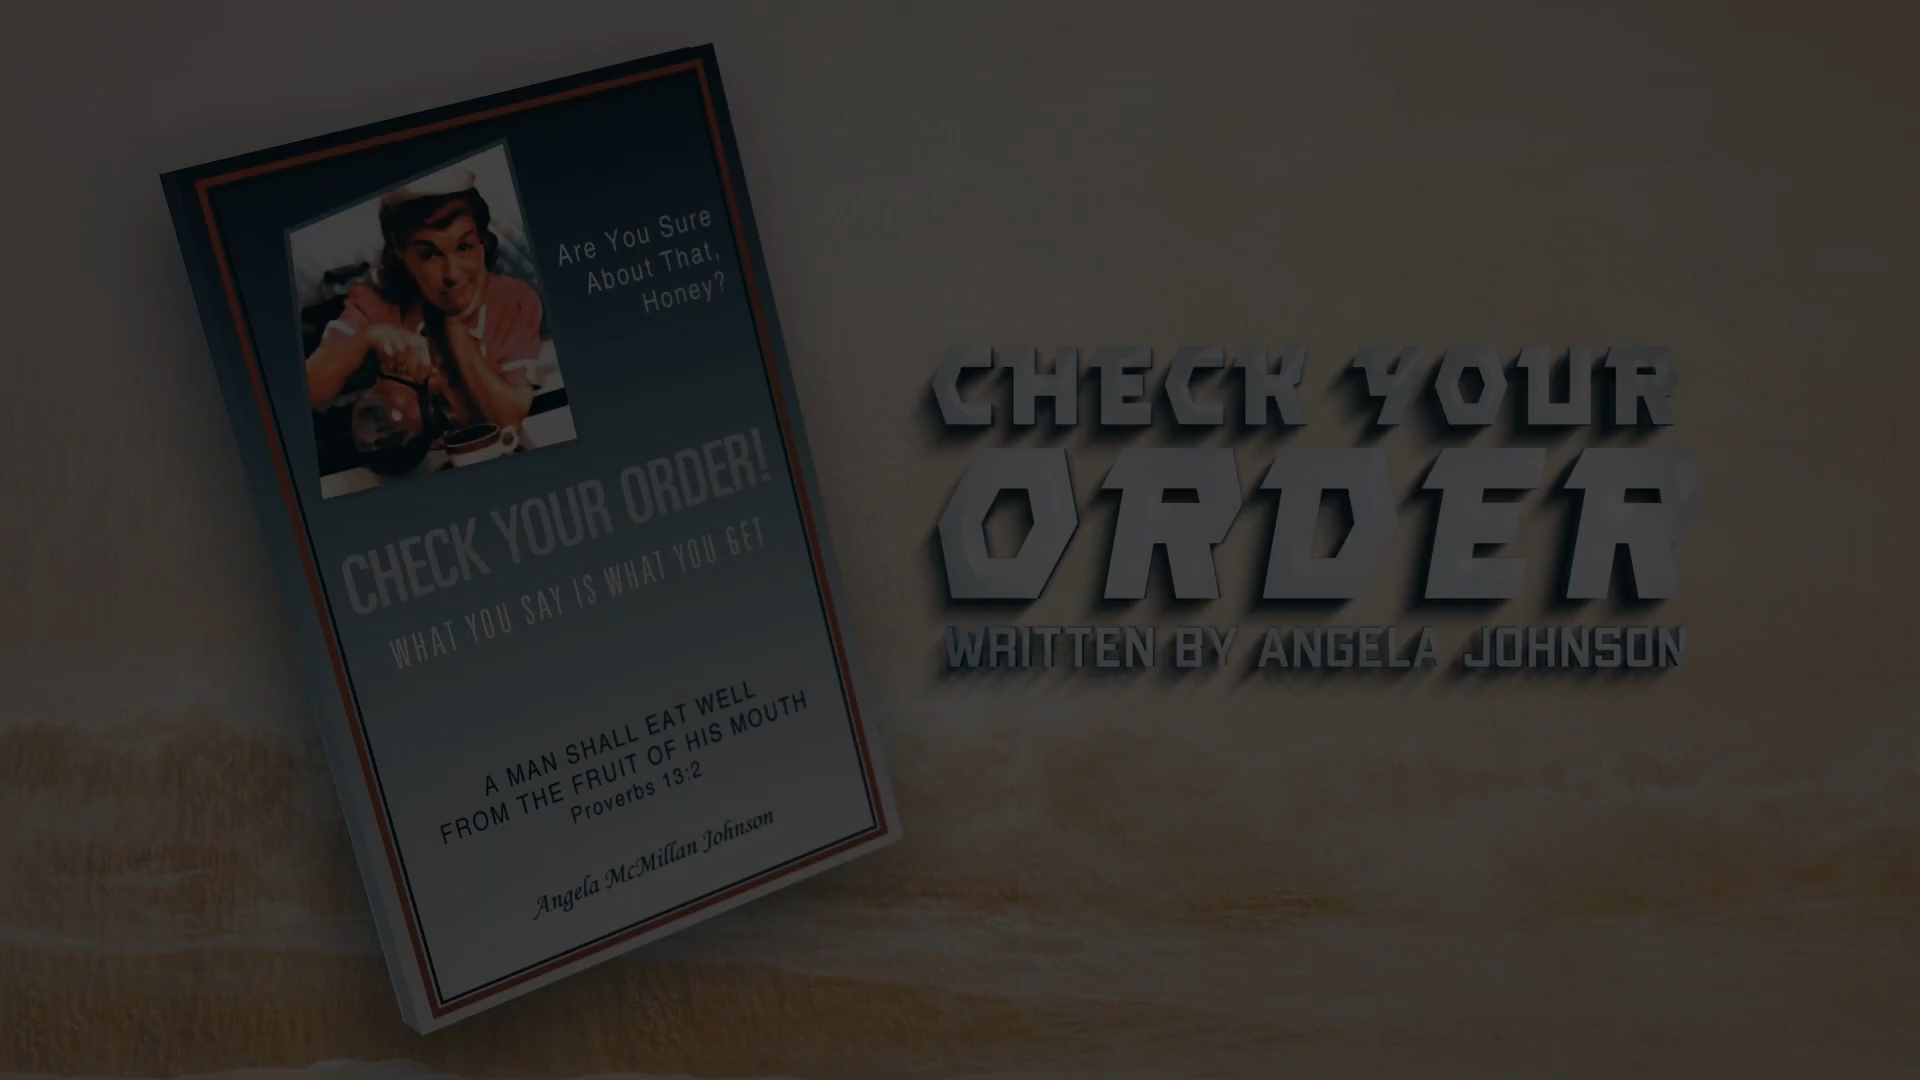 Are You Sure
About That,
Honey?
CHECK YOUR ORDER!
WHAT YOU SAY IS WHAT YOU GET
A MAN SHALL EAT WELL
FROM THE FRUIT OF HIS MOUTH
Proverbs 13:2
Angela McMillan Johnson
CHECK YOUR
ORDER
WRITTEN BY ANGELA JOHNSON